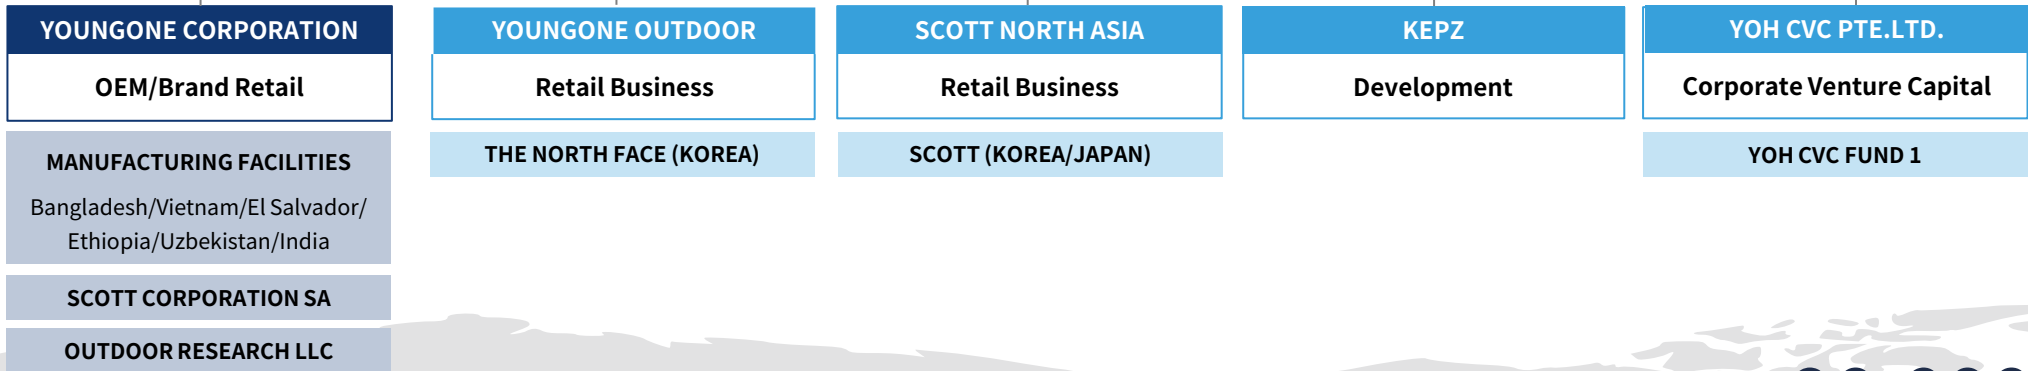 YOUNGONE CORPORATION
OEM/Brand Retail
MANUFACTURING FACILITIES
Bangladesh/Vietnam/El Salvador/
Ethiopia/Uzbekistan/India
SCOTT CORPORATION SA
OUTDOOR RESEARCH LLC
YOUNGONE OUTDOOR
Retail Business
THE NORTH FACE (KOREA)
SCOTT NORTH ASIA
Retail Business
SCOTT (KOREA/JAPAN)
KEPZ
Development
YOH CVC PTE.LTD.
Corporate Venture Capital
YOH CVC FUND 1